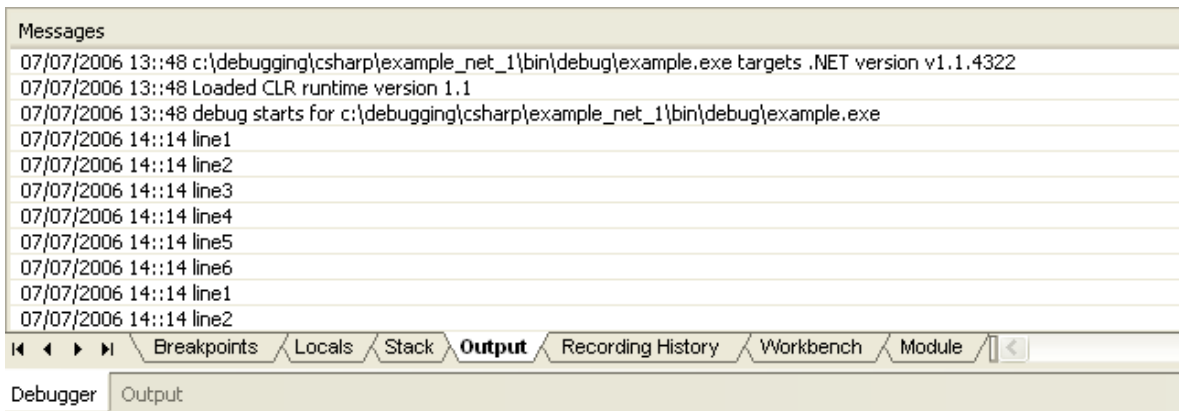 Messages
07/07/2006 13::48 c:\debugging\csharp\example_net_1\bin\debug\example.exe targets .NET version v1.1.4322
07/07/2006 13::48 Loaded CLR runtime version 1.1
07/07/2006 13::48 debug starts for c:\debugging\csharp\example_net_1\bin\debug\example.exe
07/07/2006 14::14 line1
07/07/2006 14::14 line2
07/07/2006 14::14 line3
07/07/2006 14::14 line4
07/07/2006 14::14 line5
07/07/2006 14::14 line6
07/07/2006 14::14 line1
07/07/2006 14::14 line2
Breakpoints Locals Stack Output Recording History Workbench Module
Debugger Output